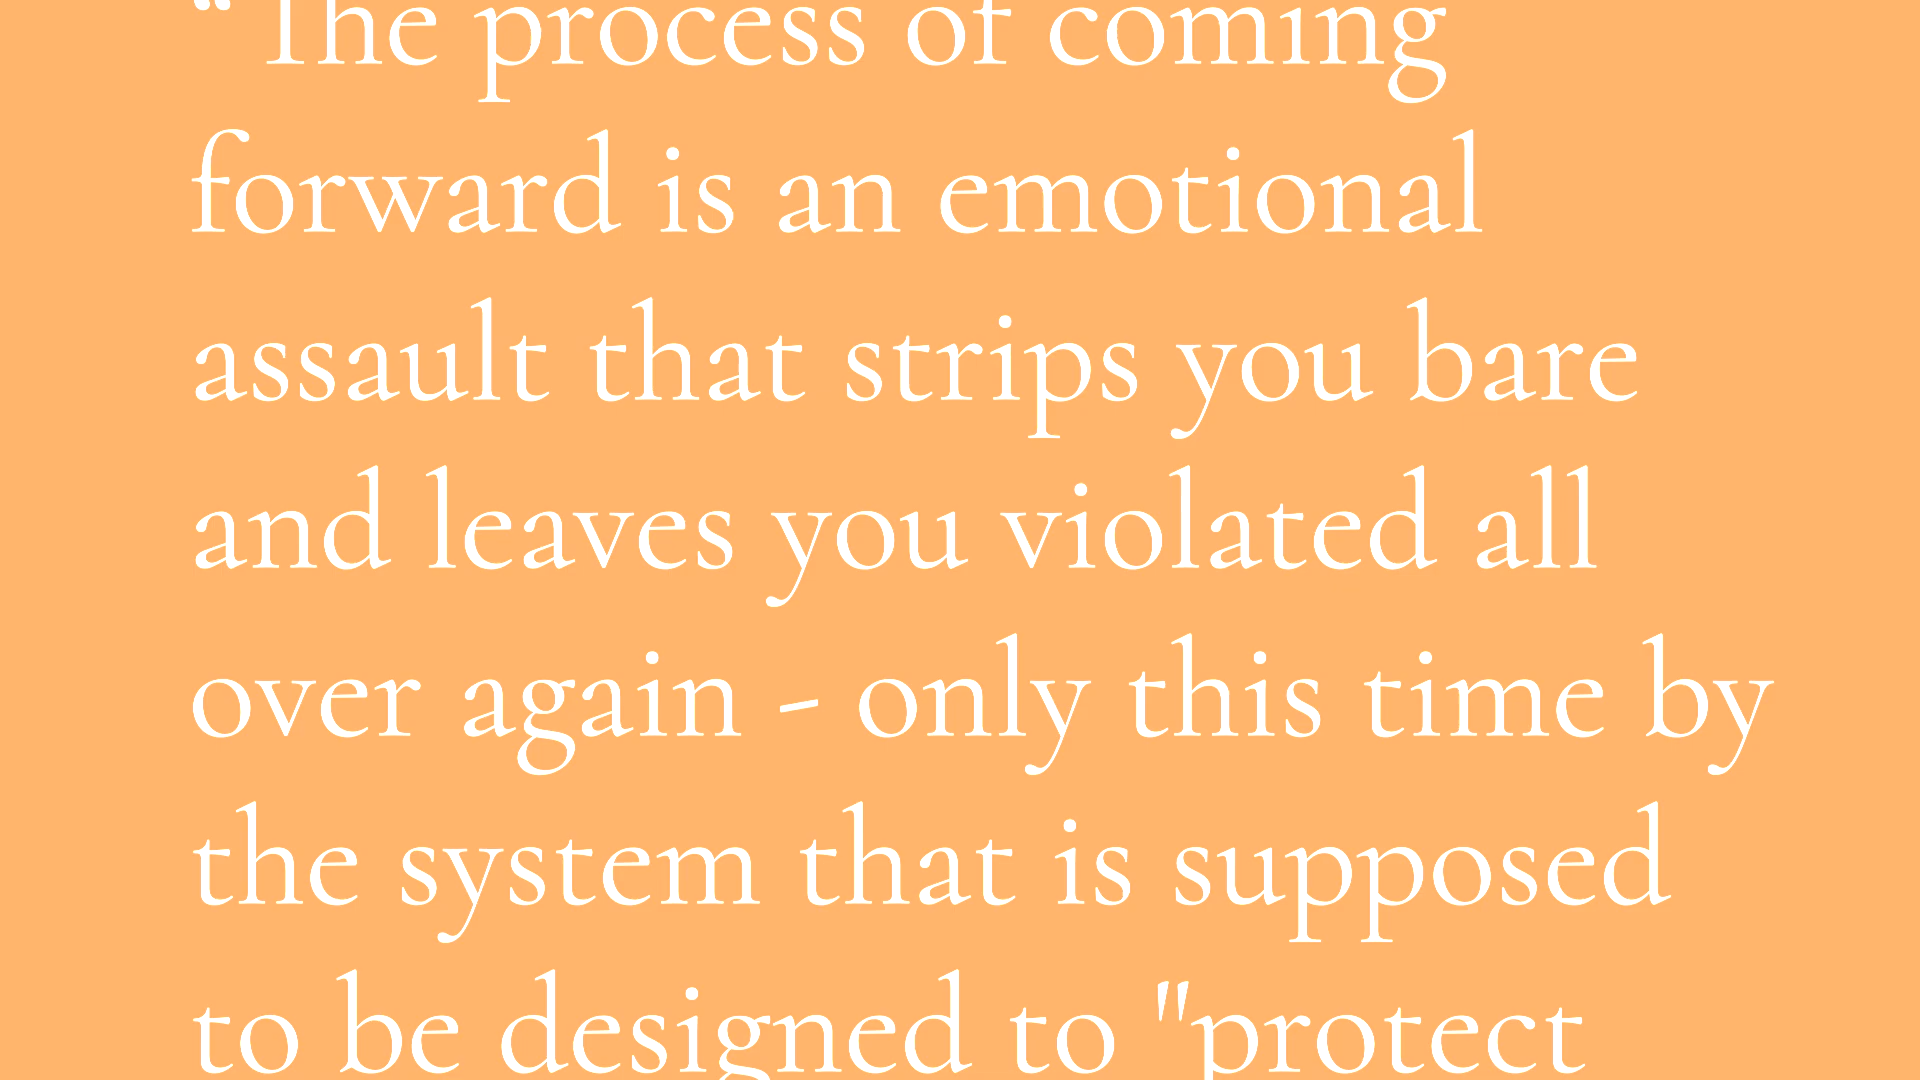 “The process of coming
forward is an emotional
assault that strips you bare
and leaves you violated all
over again - only this time by
the system that is supposed
to be designed to "protect